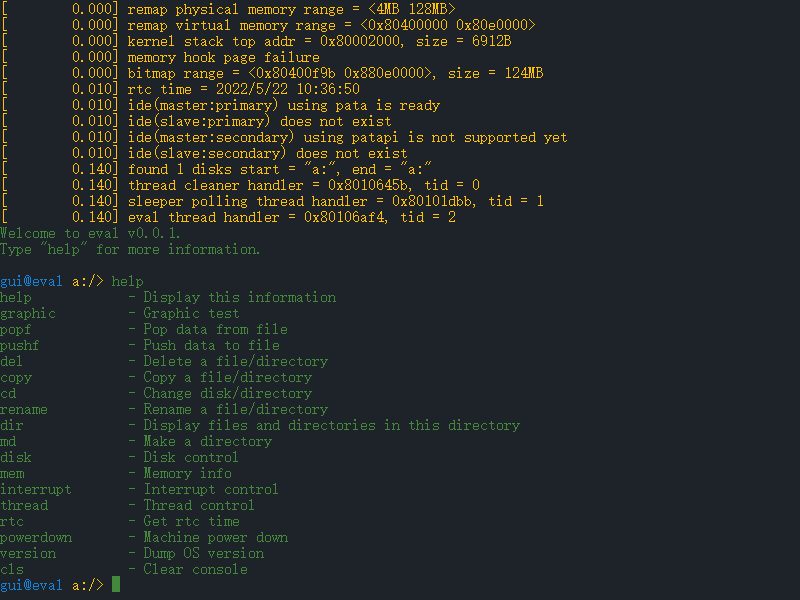 [        0.000] remap physical memory range = <4MB 128MB>
[        0.000] remap virtual memory range = <0x80400000 0x80e0000>
[        0.000] kernel stack top addr = 0x80002000, size = 6912B
[        0.000] memory hook page failure
[        0.000] bitmap range = <0x80400f9b 0x880e0000>, size = 124MB
[        0.010] rtc time = 2022/5/22 10:36:50
[        0.010] ide(master:primary) using pata is ready
[        0.010] ide(slave:primary) does not exist
[        0.010] ide(master:secondary) using patapi is not supported yet
[        0.010] ide(slave:secondary) does not exist
[        0.140] found 1 disks start = "a:", end = "a:"
[        0.140] thread cleaner handler = 0x8010645b, tid = 0
[        0.140] sleeper polling thread handler = 0x80101dbb, tid = 1
[        0.140] eval thread handler = 0x80106af4, tid = 2
Welcome to eval v0.0.1.
Type "help" for more information.
gui@eval a:/> help
help            - Display this information
graphic         - Graphic test
popf            - Pop data from file
pushf           - Push data to file
del             - Delete a file/directory
copy            - Copy a file/directory
cd              - Change disk/directory
rename          - Rename a file/directory
dir             - Display files and directories in this directory
md              - Make a directory
disk            - Disk control
mem             - Memory info
interrupt       - Interrupt control
thread          - Thread control
rtc             - Get rtc time
powerdown       - Machine power down
version         - Dump OS version
cls             - Clear console
gui@eval a:/>